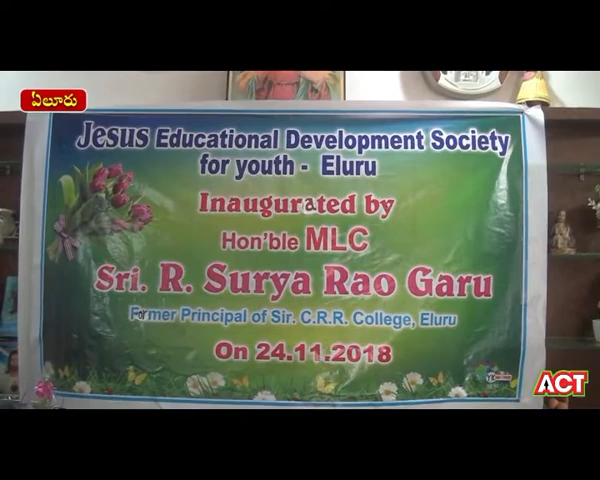 ఏలూరు
Jesus Educational Development Society
for youth - Eluru
Inaugurated by
Hon'ble MLC
Sri. R. Surya Rao Garu
Former Principal of Sir. C.R.R. College, Eluru
On 24.11.2018
ACT